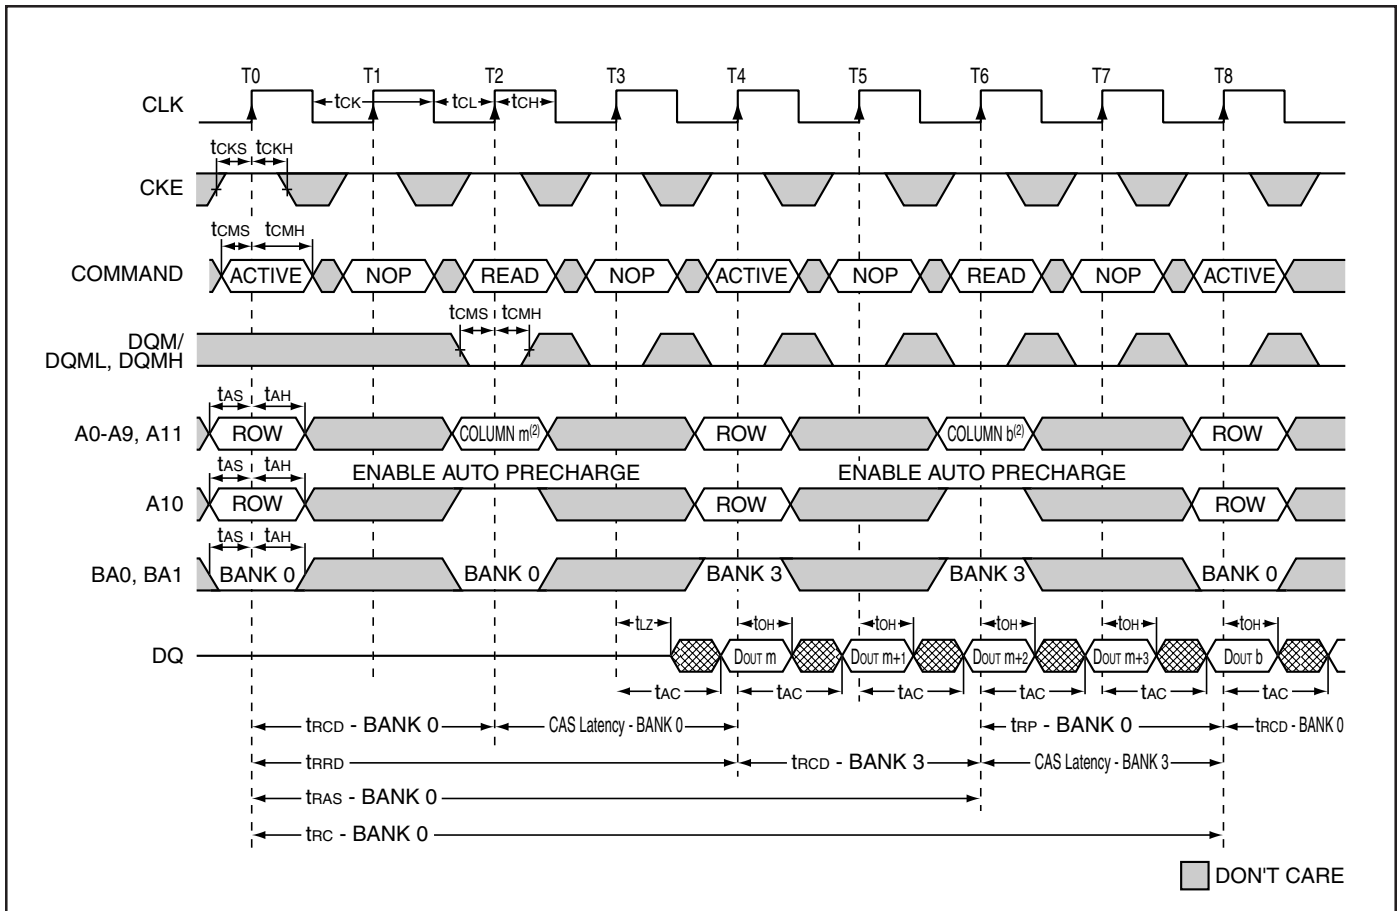 T0 T1 T2 T3 T4 T5 T6 T7 T8
CLK tCK tCL tCH
tCKS tCKH
CKE
tCMS tCMH
COMMAND ACTIVE NOP READ NOP ACTIVE NOP READ NOP ACTIVE
tCMS tCMH
DQM/
DQML, DQMH
tAS tAH
A0-A9, A11 ROW COLUMN m(2) ROW COLUMN b(2) ROW
tAS tAH ENABLE AUTO PRECHARGE ENABLE AUTO PRECHARGE
A10 ROW ROW ROW
tAS tAH
BA0, BA1 BANK 0 BANK 0 BANK 3 BANK 3 BANK 0
tLZ tOH tOH tOH tOH tOH
DQ DOUT m DOUT m+1 DOUT m+2 DOUT m+3 DOUT b
tAC tAC tAC tAC tAC tAC
tRCD - BANK 0 CAS Latency - BANK 0 tRP - BANK 0 tRCD - BANK 0
tRRD tRCD - BANK 3 CAS Latency - BANK 3
tRAS - BANK 0
tRC - BANK 0
DON'T CARE